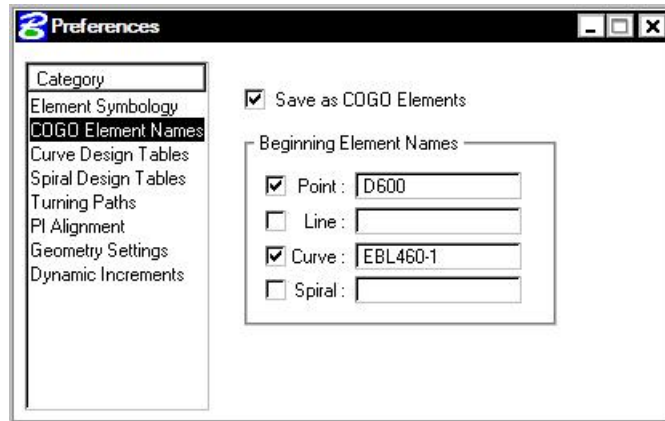 Preferences
Category
Element Symbology
COGO Element Names
Curve Design Tables
Spiral Design Tables
Turning Paths
PI Alignment
Geometry Settings
Dynamic Increments
Save as COGO Elements
Beginning Element Names
Point : D600
Line :
Curve : EBL460-1
Spiral :